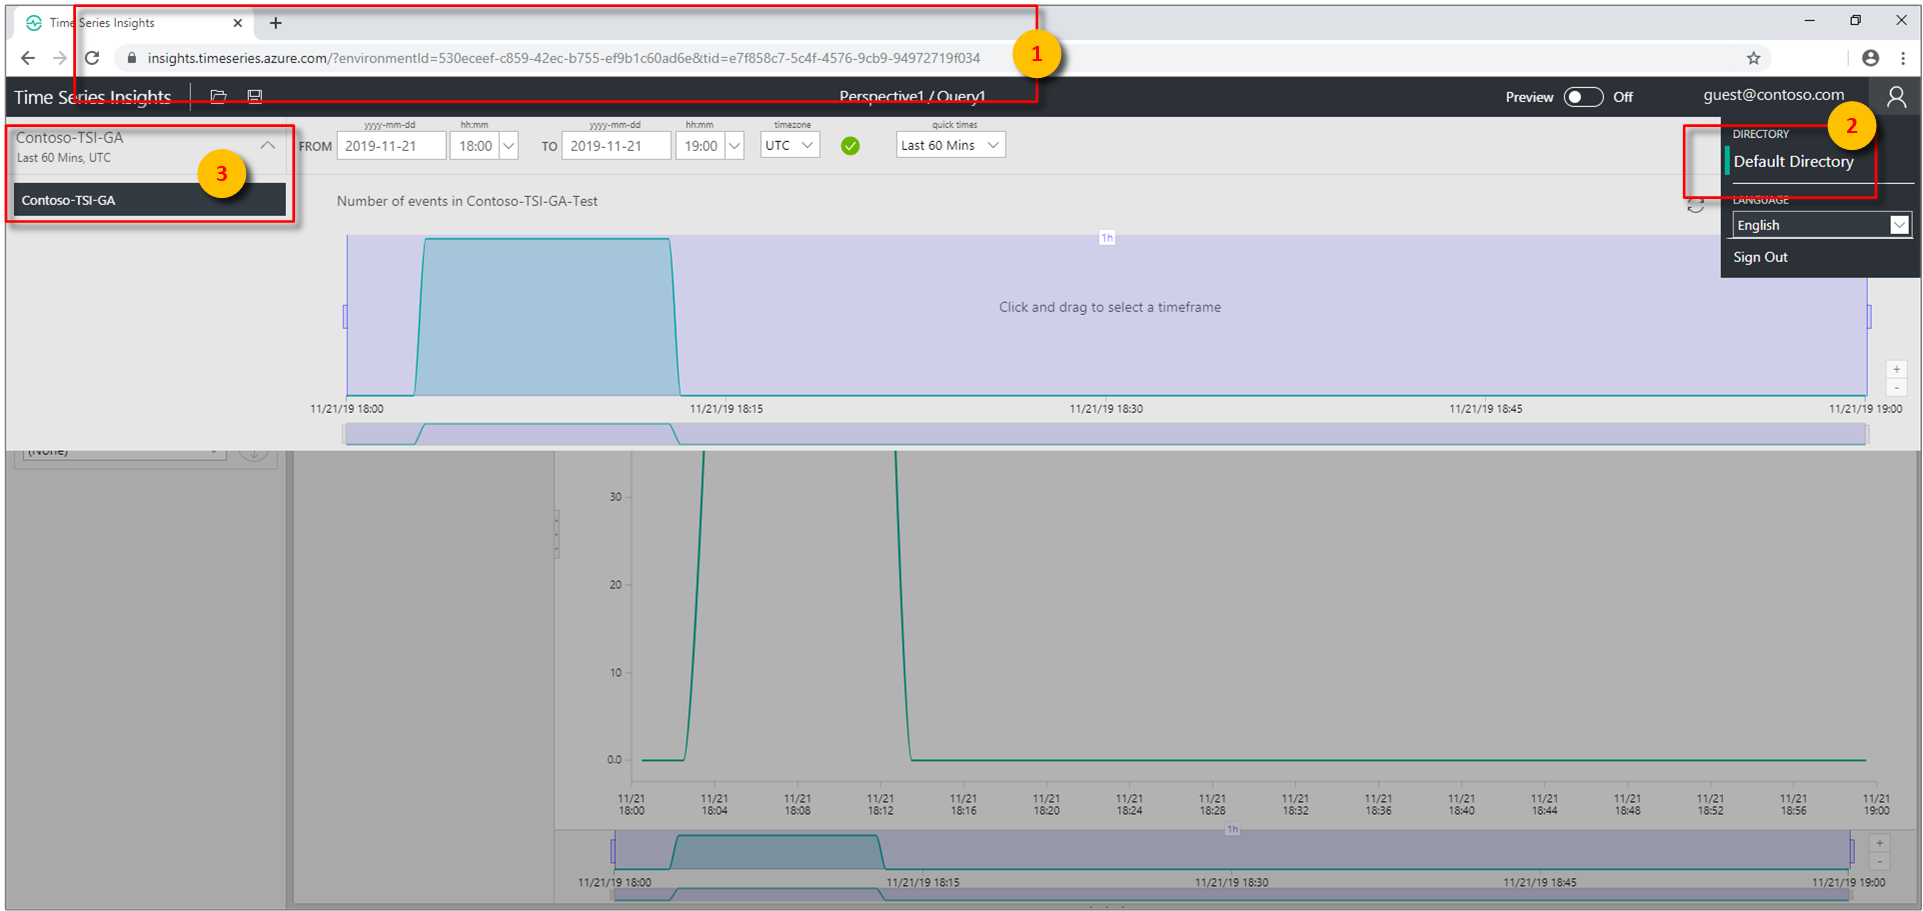 Time Series Insights
1
insights.timeseries.azure.com/?environmentId=530eceef-c859-42ec-b755-ef9b1c60ad6e&tid=e7f858c7-5c4f-4576-9cb9-94972719f034
Time Series Insights
Perspective1 / Query1
Preview Off
guest@contoso.com
Contoso-TSI-GA
Last 60 Mins, UTC
3
Contoso-TSI-GA
yyyy-mm-dd hh:mm yyyy-mm-dd hh:mm timezone quick times
FROM 2019-11-21 18:00 TO 2019-11-21 19:00 UTC Last 60 Mins
2
DIRECTORY
Default Directory
LANGUAGE
English
Sign Out
Number of events in Contoso-TSI-GA-Test
1h
Click and drag to select a timeframe
+
-
11/21/19 18:00 11/21/19 18:15 11/21/19 18:30 11/21/19 18:45 11/21/19 19:00
(None)
30
20
10
0.0
11/21 11/21 11/21 11/21 11/21 11/21 11/21 11/21 11/21 11/21 11/21 11/21 11/21 11/21 11/21 11/21
18:00 18:04 18:08 18:12 18:16 18:20 18:24 18:28 18:32 18:36 18:40 18:44 18:48 18:52 18:56 19:00
1h
+
-
11/21/19 18:00 11/21/19 18:15 11/21/19 18:30 11/21/19 18:45 11/21/19 19:00